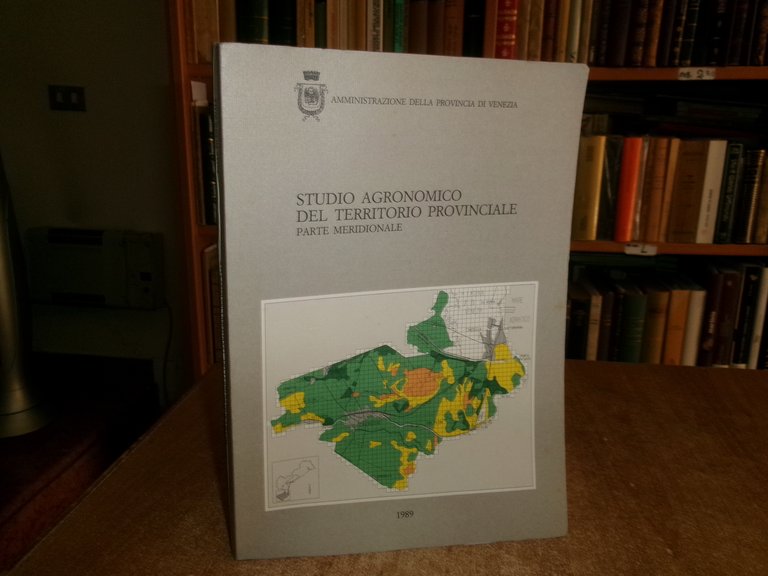 AMMINISTRAZIONE DELLA PROVINCIA DI VENEZIA
STUDIO AGRONOMICO
DEL TERRITORIO PROVINCIALE
PARTE MERIDIONALE
1989